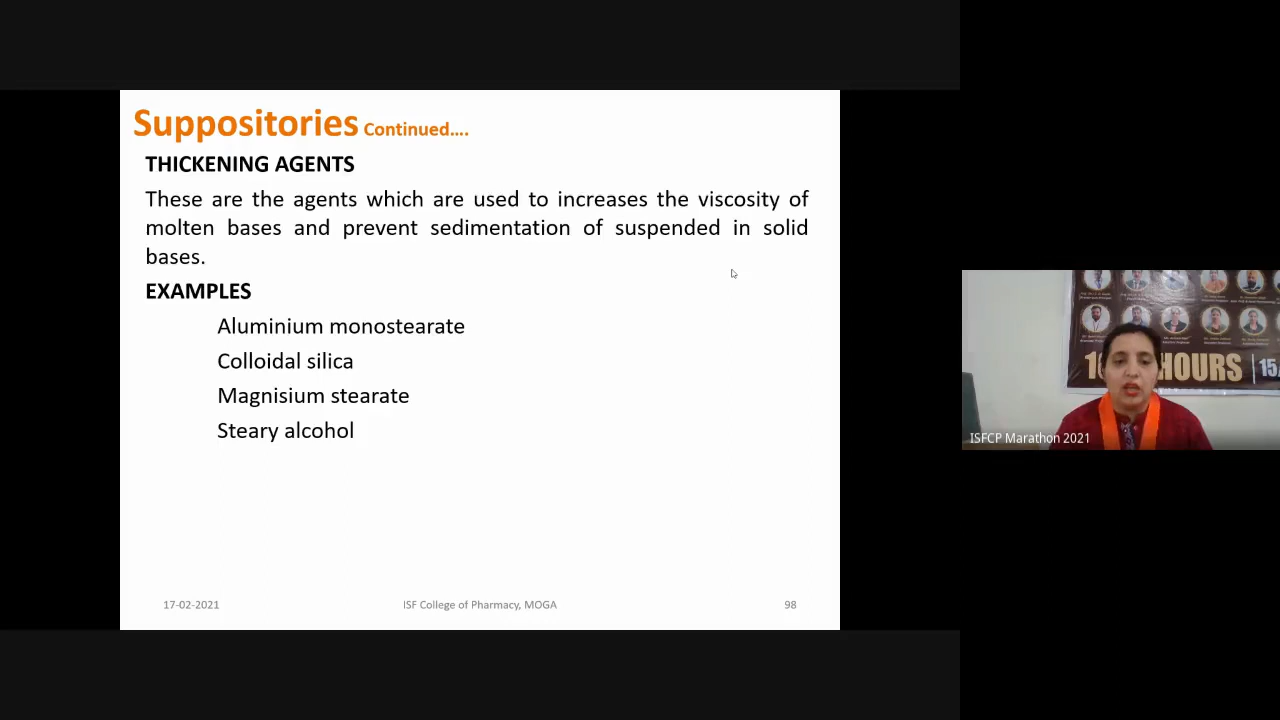 Suppositories Continued....
THICKENING AGENTS
These are the agents which are used to increases the viscosity of
molten bases and prevent sedimentation of suspended in solid
bases.
EXAMPLES
Aluminium monostearate
Colloidal silica
Magnisium stearate
Steary alcohol
17-02-2021
ISF College of Pharmacy, MOGA
98
HOURS
15
ISFCP Marathon 2021